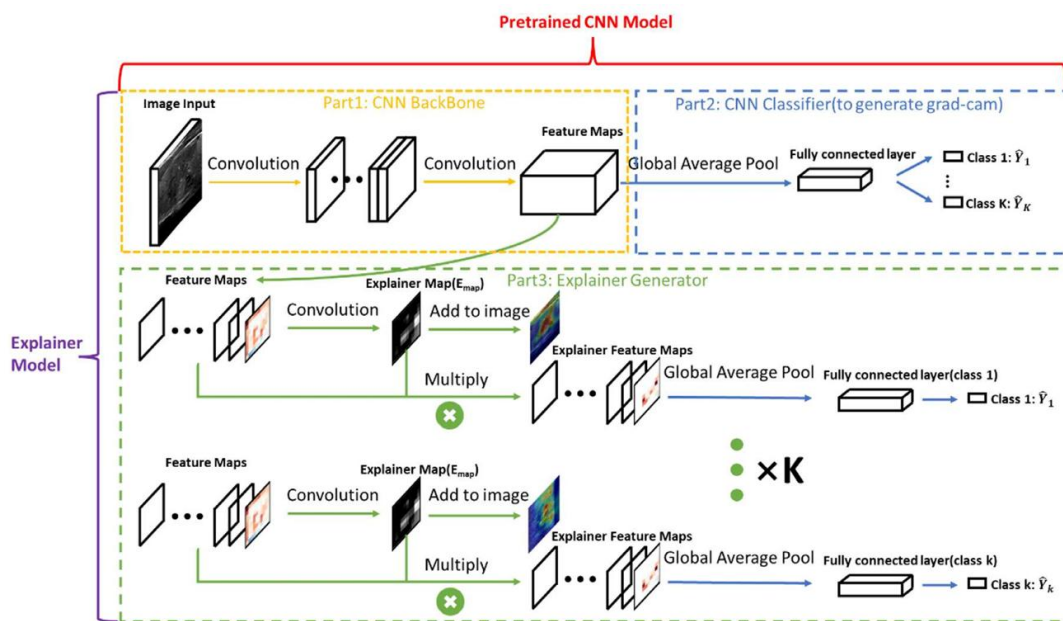 Pretrained CNN Model
Part1: CNN BackBone
Part2: CNN Classifier(to generate grad-cam)
Image Input
Convolution
Convolution
Feature Maps
Global Average Pool
Fully connected layer
Class 1: Ŷ₁
Class K: Ŷ_K
Explainer
Model
Part3: Explainer Generator
Feature Maps
Convolution
Explainer Map(E_map)
Add to image
Multiply
Explainer Feature Maps
Global Average Pool
Fully connected layer(class 1)
Class 1: Ŷ₁
×K
Feature Maps
Convolution
Explainer Map(E_map)
Add to image
Multiply
Explainer Feature Maps
Global Average Pool
Fully connected layer(class k)
Class k: Ŷ_k